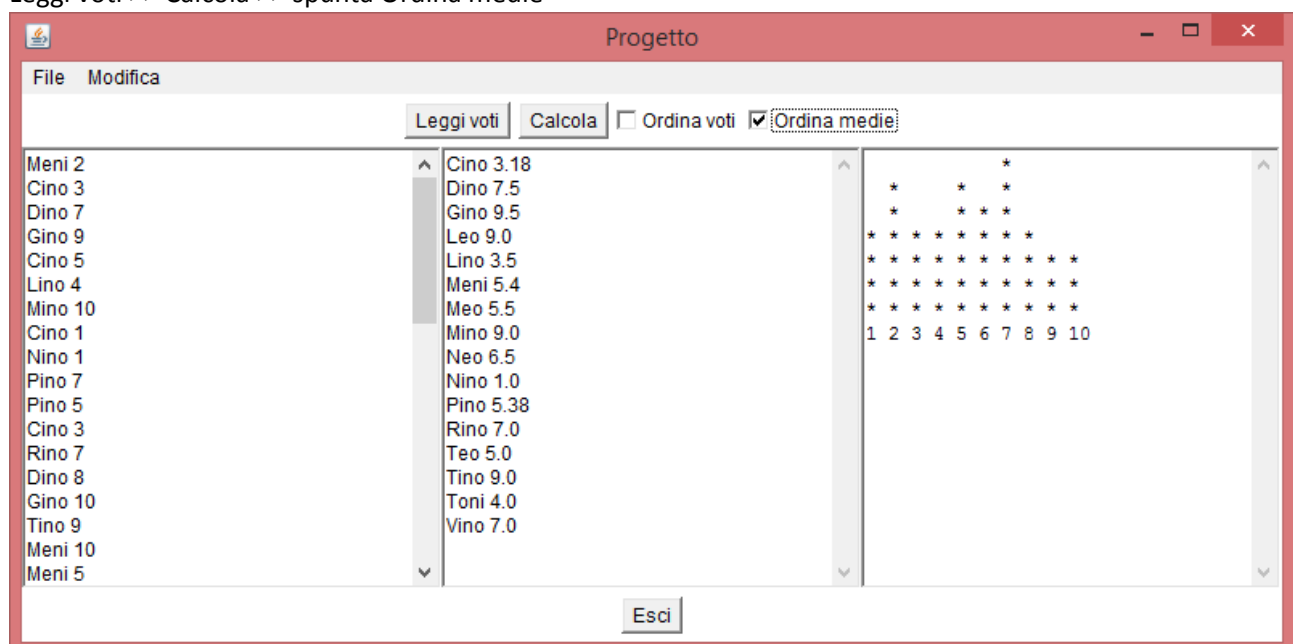 Leggi voti >> Calcola >> spunta Ordina medie
Progetto
File Modifica
Leggi voti Calcola Ordina voti Ordina medie
Meni 2
Cino 3
Dino 7
Gino 9
Cino 5
Lino 4
Mino 10
Cino 1
Nino 1
Pino 7
Pino 5
Cino 3
Rino 7
Dino 8
Gino 10
Tino 9
Meni 10
Meni 5
Cino 3.18
Dino 7.5
Gino 9.5
Leo 9.0
Lino 3.5
Meni 5.4
Meo 5.5
Mino 9.0
Neo 6.5
Nino 1.0
Pino 5.38
Rino 7.0
Teo 5.0
Tino 9.0
Toni 4.0
Vino 7.0
*
* * *
* * * *
* * * * * * * *
* * * * * * * * * *
* * * * * * * * * *
* * * * * * * * * *
1 2 3 4 5 6 7 8 9 10
Esci